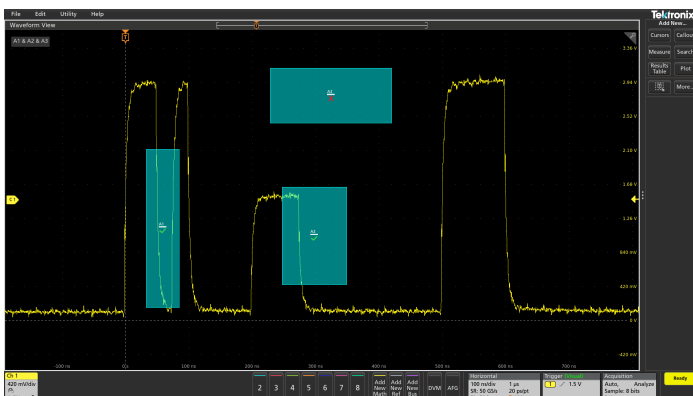 File Edit Utility Help
Tektronix
Waveform View
Add New...
A1 & A2 & A3
T
Cursors Callou
Measure Search
Results Table Plot
More...
3.36 V
2.94 V
2.52 V
2.10 V
1.68 V
1.26 V
840 mV
420 mV
0 V
-420 mV
A3
A1
A2
C1
0s 100 ns 200 ns 300 ns 400 ns 500 ns 600 ns 700 ns
Ch 1
420 mV/div
2 3 4 5 6 7 8
Add New Math
Add New Ref
Add New Bus
DVM AFG
Horizontal
100 ns/div 1 µs
SR: 50 GS/s 20 ps/pt
Trigger Visual
1 1.5 V
Acquisition
Auto, Analyze
Sample: 8 bits
Ready